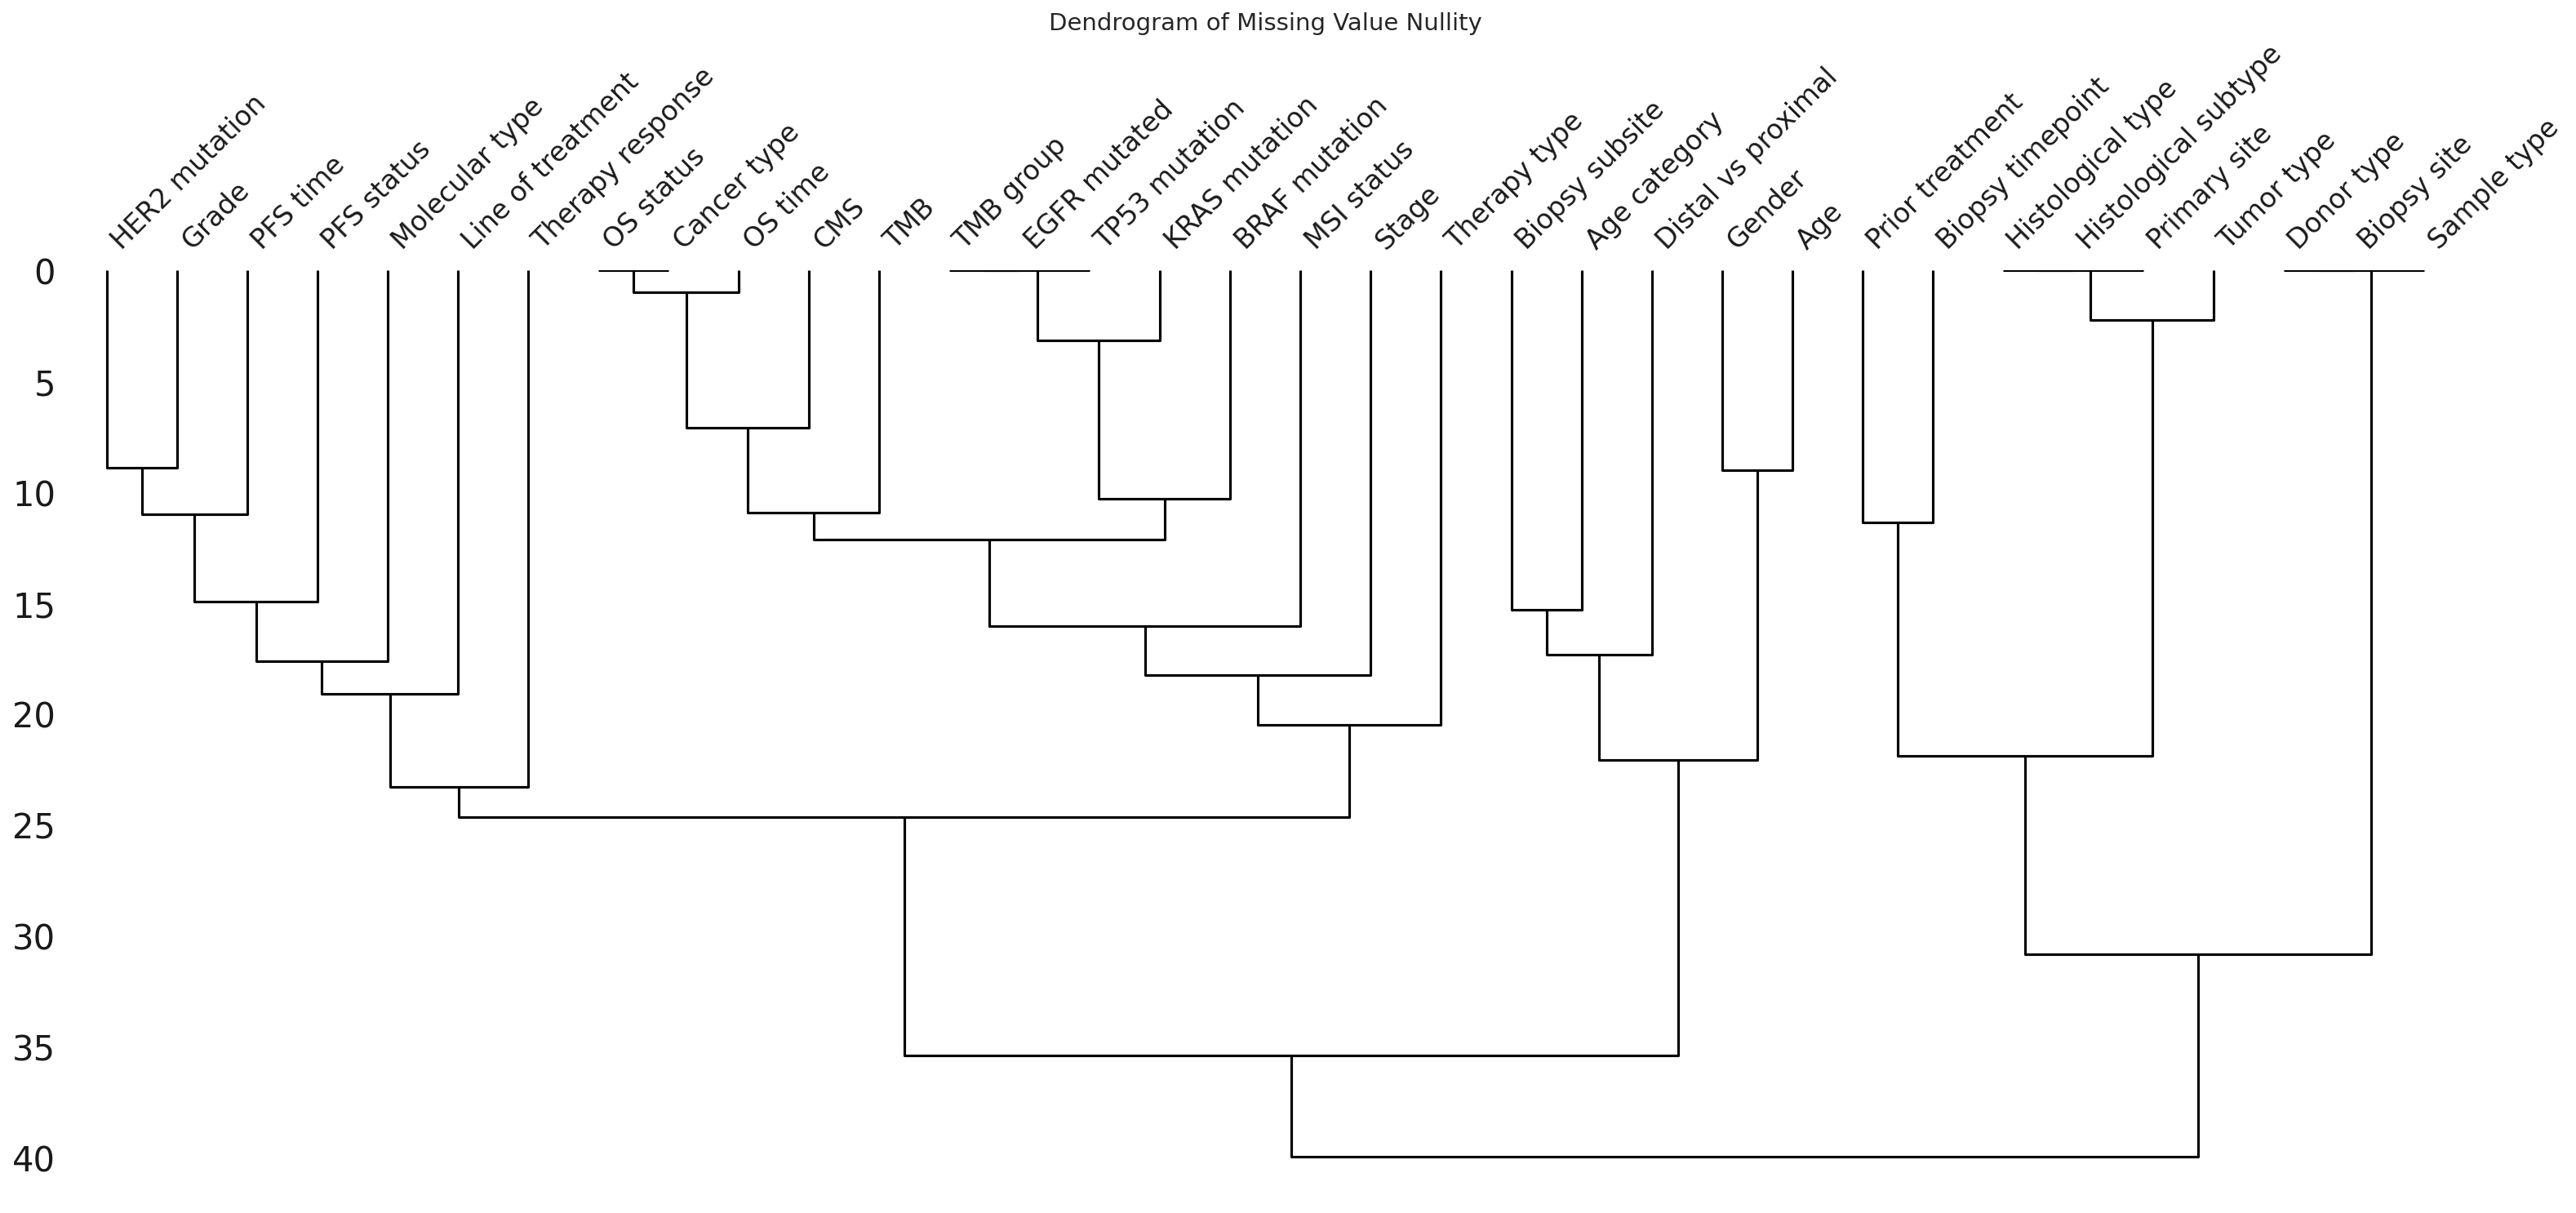 Dendrogram of Missing Value Nullity
HER2 mutation
Grade
PFS time
PFS status
Molecular type
Line of treatment
Therapy response
OS status
Cancer type
OS time
CMS
TMB
TMB group
EGFR mutated
TP53 mutation
KRAS mutation
BRAF mutation
MSI status
Stage
Therapy type
Biopsy subsite
Age category
Distal vs proximal
Gender
Age
Prior treatment
Biopsy timepoint
Histological type
Histological subtype
Primary site
Tumor type
Donor type
Biopsy site
Sample type
0
5
10
15
20
25
30
35
40